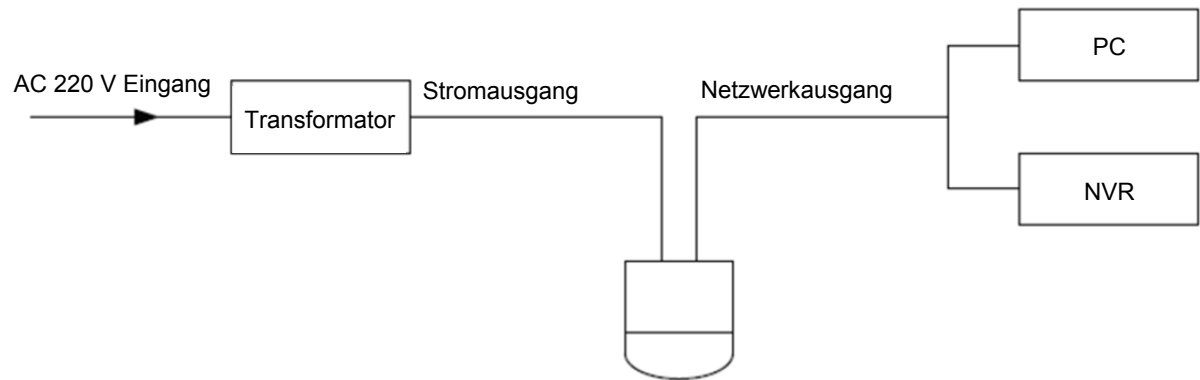 AC 220 V Eingang
Transformator
Stromausgang
Netzwerkausgang
PC
NVR